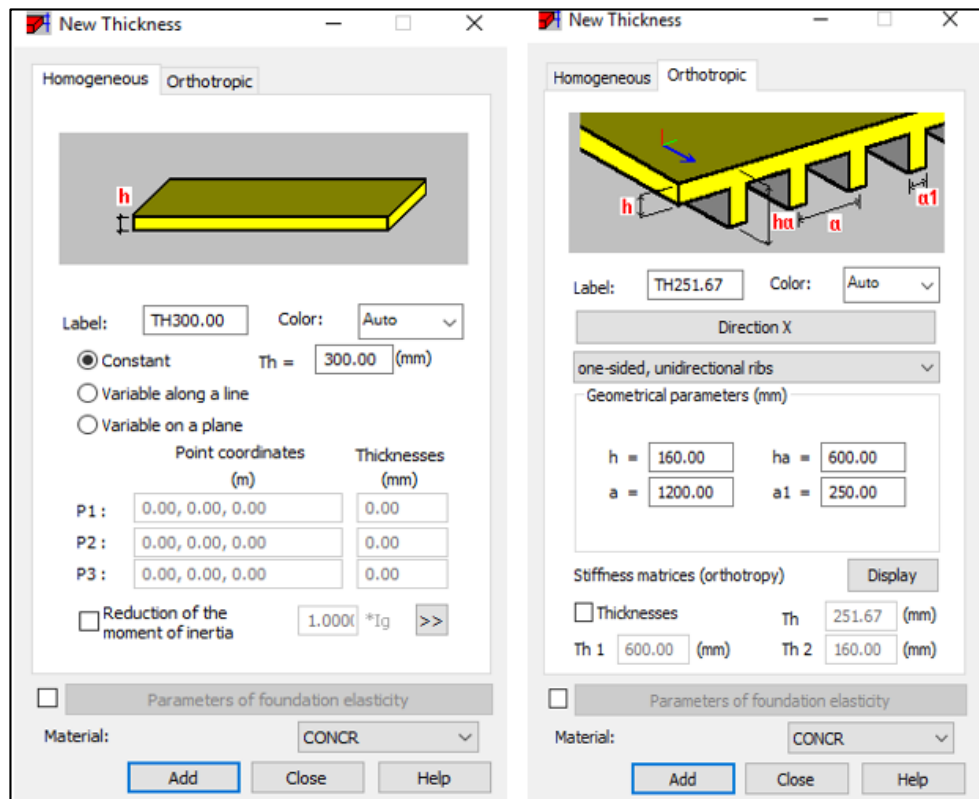 New Thickness
Homogeneous Orthotropic
h
Label: TH300.00 Color: Auto
Constant Th = 300.00 (mm)
Variable along a line
Variable on a plane
Point coordinates Thicknesses
(m) (mm)
P1 : 0.00, 0.00, 0.00 0.00
P2 : 0.00, 0.00, 0.00 0.00
P3 : 0.00, 0.00, 0.00 0.00
Reduction of the
moment of inertia 1.000( *Ig >>
Parameters of foundation elasticity
Material: CONCR
Add Close Help
New Thickness
Homogeneous Orthotropic
h ha a a1
Label: TH251.67 Color: Auto
Direction X
one-sided, unidirectional ribs
Geometrical parameters (mm)
h = 160.00 ha = 600.00
a = 1200.00 a1 = 250.00
Stiffness matrices (orthotropy) Display
Thicknesses Th 251.67 (mm)
Th 1 600.00 (mm) Th 2 160.00 (mm)
Parameters of foundation elasticity
Material: CONCR
Add Close Help